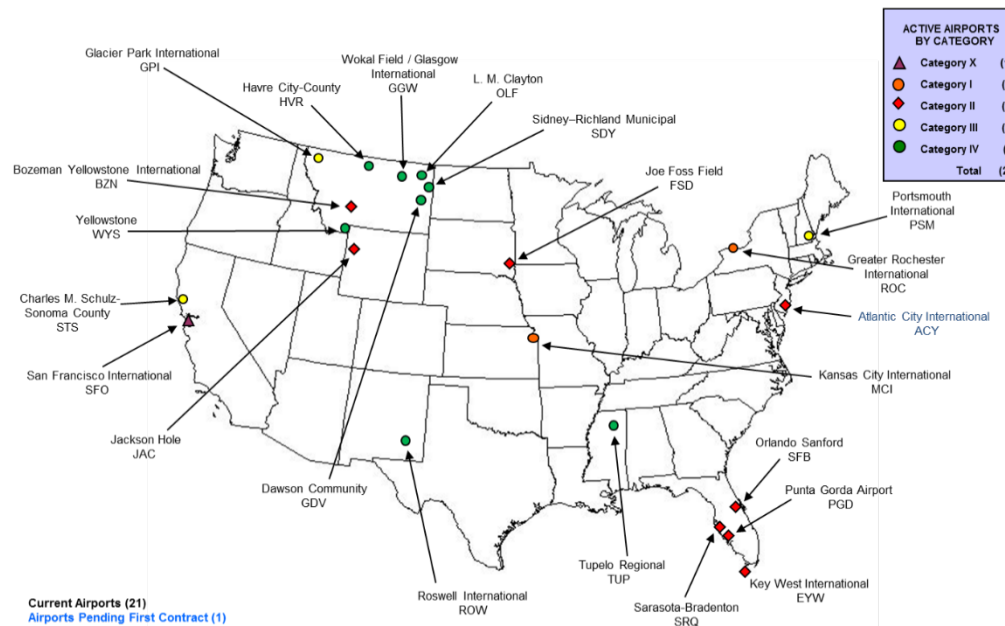 Glacier Park International
GPI
Havre City-County
HVR
Wokal Field / Glasgow
International
GGW
L. M. Clayton
OLF
Sidney–Richland Municipal
SDY
Bozeman Yellowstone International
BZN
Yellowstone
WYS
Charles M. Schulz-
Sonoma County
STS
San Francisco International
SFO
Jackson Hole
JAC
Dawson Community
GDV
Roswell International
ROW
Joe Foss Field
FSD
ACTIVE AIRPORTS
BY CATEGORY
Category X (
Category I (
Category II (
Category III (
Category IV (
Total (2
Portsmouth
International
PSM
Greater Rochester
International
ROC
Atlantic City International
ACY
Kansas City International
MCI
Orlando Sanford
SFB
Punta Gorda Airport
PGD
Tupelo Regional
TUP
Key West International
EYW
Sarasota-Bradenton
SRQ
Current Airports (21)
Airports Pending First Contract (1)